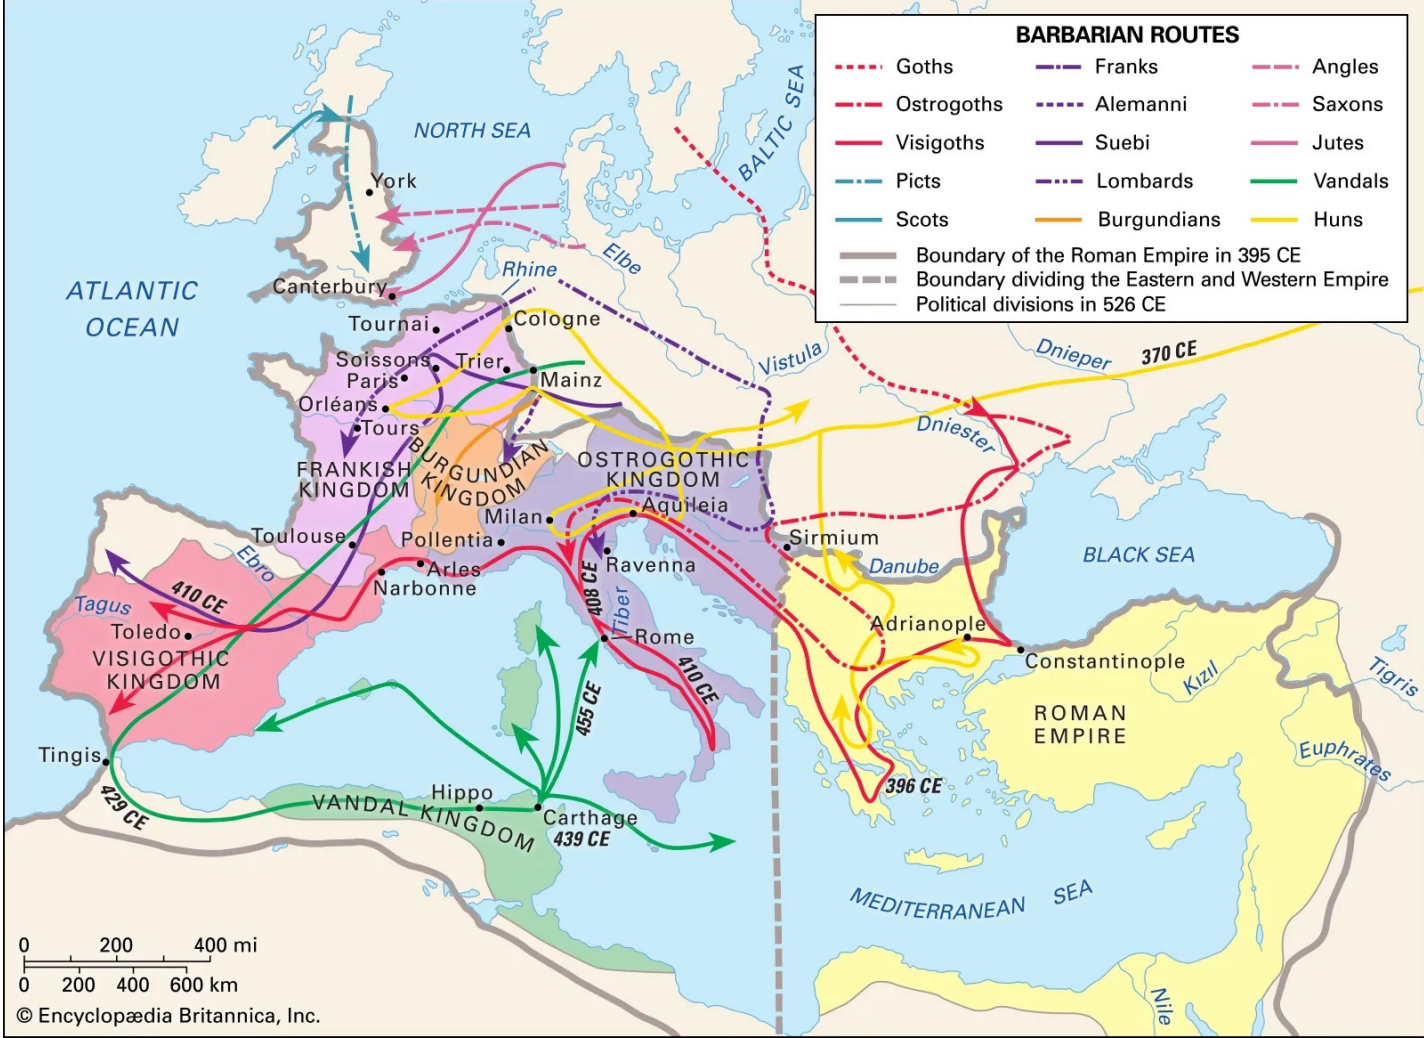 BARBARIAN ROUTES
Goths
Ostrogoths
Visigoths
Picts
Scots
Franks
Alemanni
Suebi
Lombards
Burgundians
Angles
Saxons
Jutes
Vandals
Huns
Boundary of the Roman Empire in 395 CE
Boundary dividing the Eastern and Western Empire
Political divisions in 526 CE
NORTH SEA
BALTIC SEA
York
Canterbury
ATLANTIC
OCEAN
Rhine
Elbe
Vistula
Dnieper
370 CE
Dniester
Tournai
Cologne
Soissons
Trier
Paris
Mainz
Orléans
Tours
FRANKISH
KINGDOM
BURGUNDIAN
KINGDOM
OSTROGOTHIC
KINGDOM
Milan
Aquileia
Toulouse
Pollentia
Sirmium
Danube
BLACK SEA
Ebro
Arles
Narbonne
Ravenna
408 CE
Tiber
410 CE
Tagus
Toledo
VISIGOTHIC
KINGDOM
Rome
410 CE
Adrianople
Constantinople
Kızıl
Tigris
ROMAN
EMPIRE
Euphrates
455 CE
Tingis
429 CE
Hippo
VANDAL KINGDOM
Carthage
439 CE
396 CE
MEDITERRANEAN SEA
Nile
0 200 400 mi
0 200 400 600 km
© Encyclopædia Britannica, Inc.